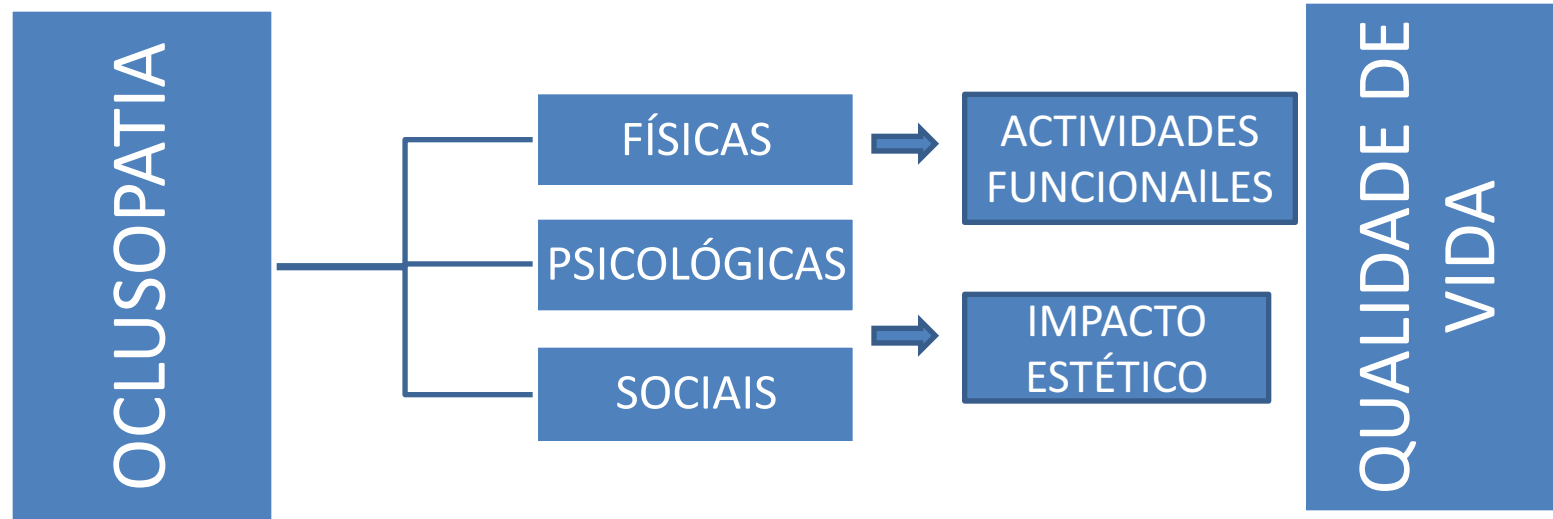 OCLUSOPATIA
FÍSICAS
PSICOLÓGICAS
SOCIAIS
ACTIVIDADES
FUNCIONAlLES
IMPACTO
ESTÉTICO
QUALIDADE DE
VIDA